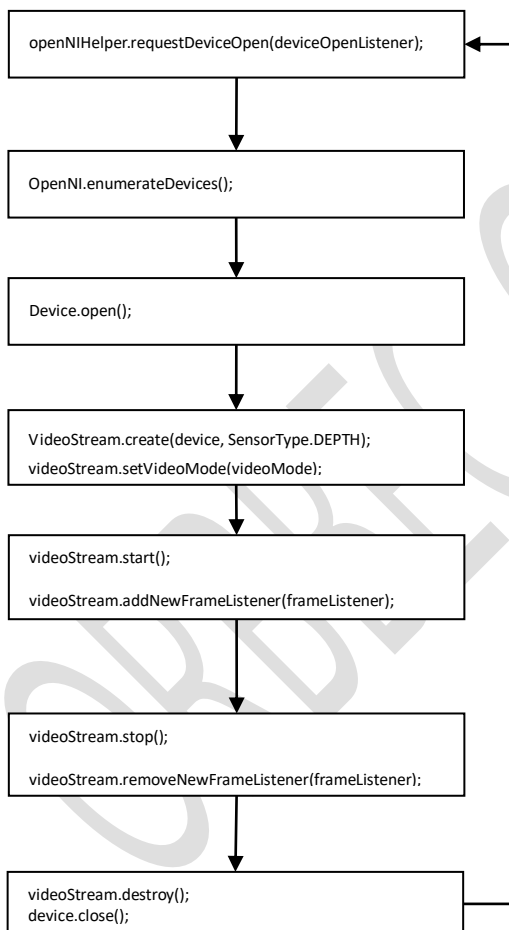 openNIHelper.requestDeviceOpen(deviceOpenListener);
OpenNI.enumerateDevices();
Device.open();
VideoStream.create(device, SensorType.DEPTH);
videoStream.setVideoMode(videoMode);
videoStream.start();
videoStream.addNewFrameListener(frameListener);
videoStream.stop();
videoStream.removeNewFrameListener(frameListener);
videoStream.destroy();
device.close();